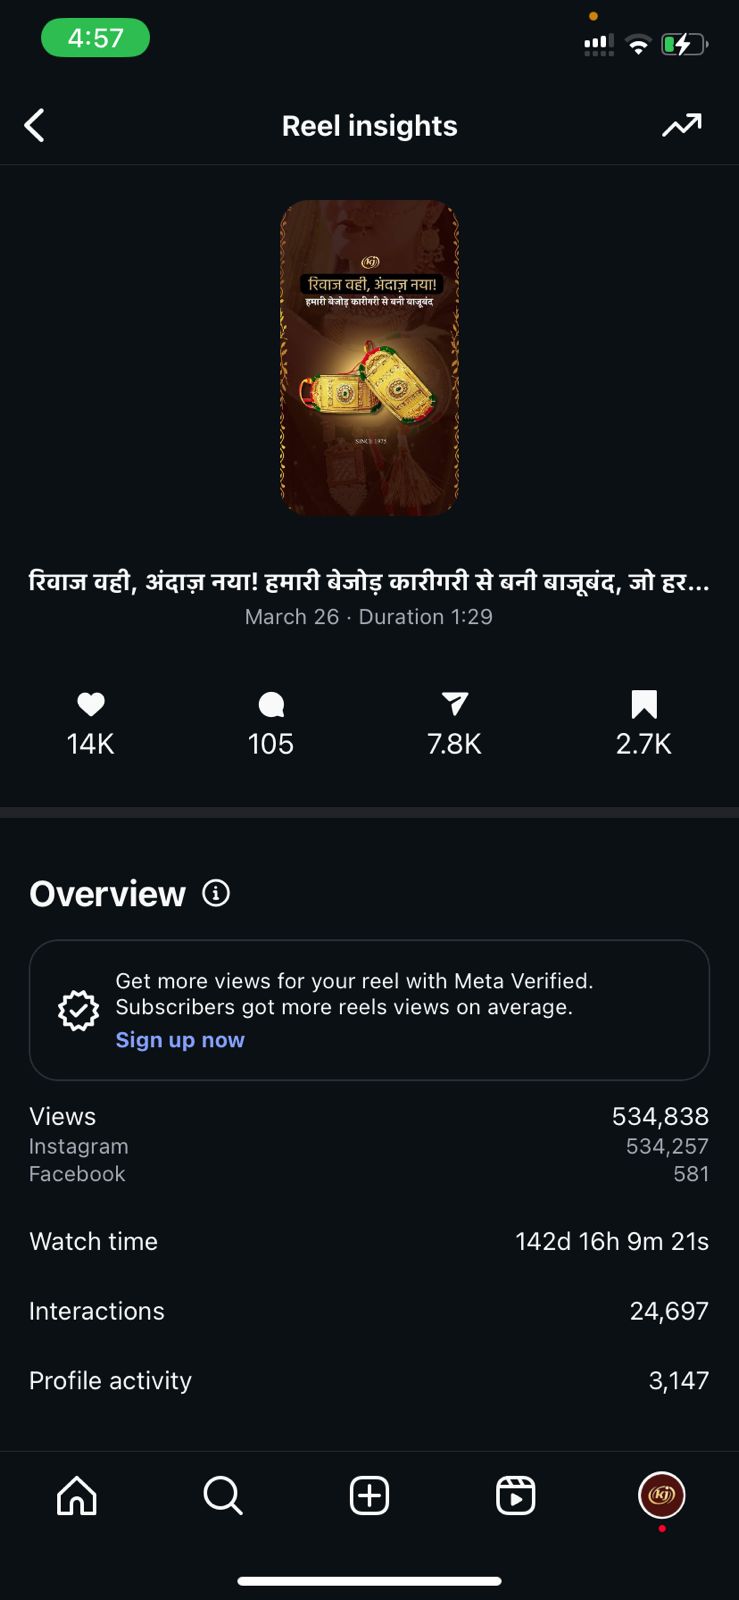 4:57
Reel insights
kj
रिवाज वही, अंदाज़ नया!
हमारी बेजोड़ कारीगरी से बनी बाजूबंद
SINCE 1975
रिवाज वही, अंदाज़ नया! हमारी बेजोड़ कारीगरी से बनी बाजूबंद, जो हर...
March 26 · Duration 1:29
14K 105 7.8K 2.7K
Overview
Get more views for your reel with Meta Verified.
Subscribers got more reels views on average.
Sign up now
Views 534,838
Instagram 534,257
Facebook 581
Watch time 142d 16h 9m 21s
Interactions 24,697
Profile activity 3,147
kj